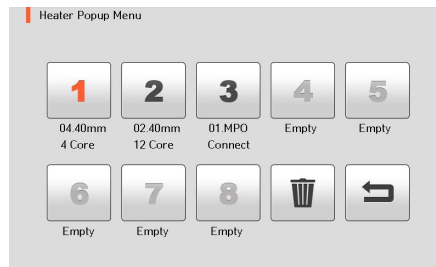 Heater Popup Menu
1 2 3 4 5
04.40mm 02.40mm 01.MPO Empty Empty
4 Core 12 Core Connect
6 7 8
Empty Empty Empty